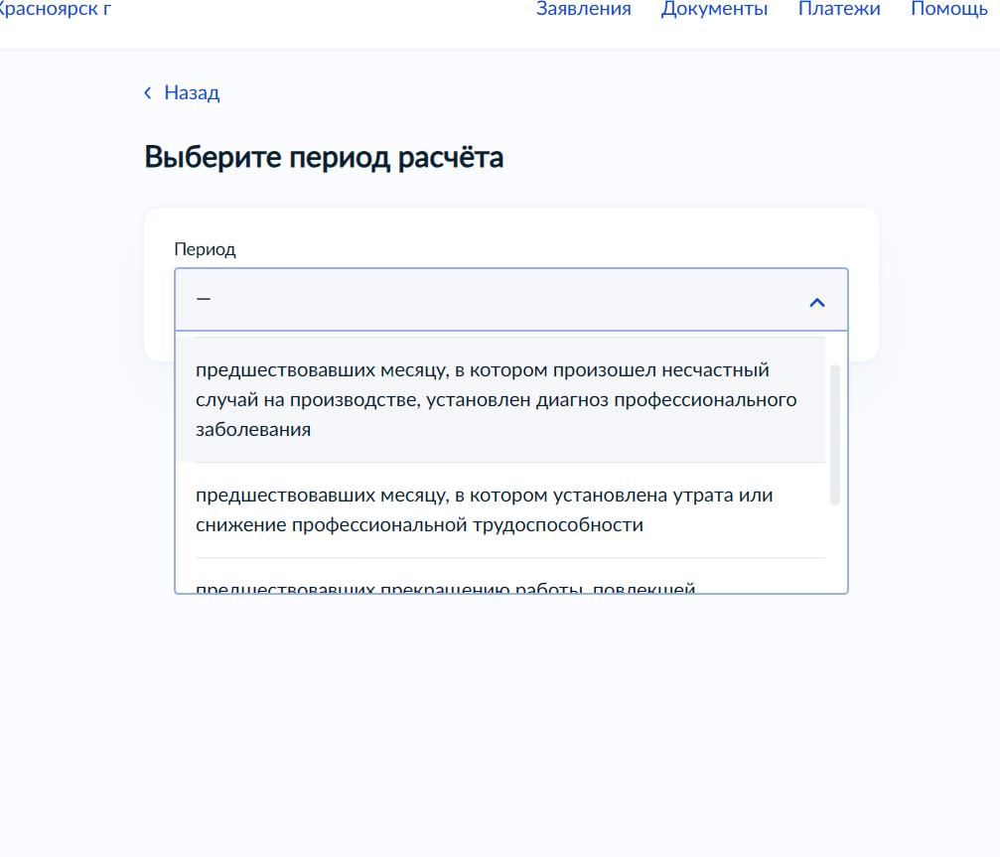 Красноярск г
Заявления Документы Платежи Помощь
Назад
Выберите период расчёта
Период
—
предшествовавших месяцу, в котором произошел несчастный
случай на производстве, установлен диагноз профессионального
заболевания
предшествовавших месяцу, в котором установлена утрата или
снижение профессиональной трудоспособности
предшествовавших прекращению работы, повлекшей